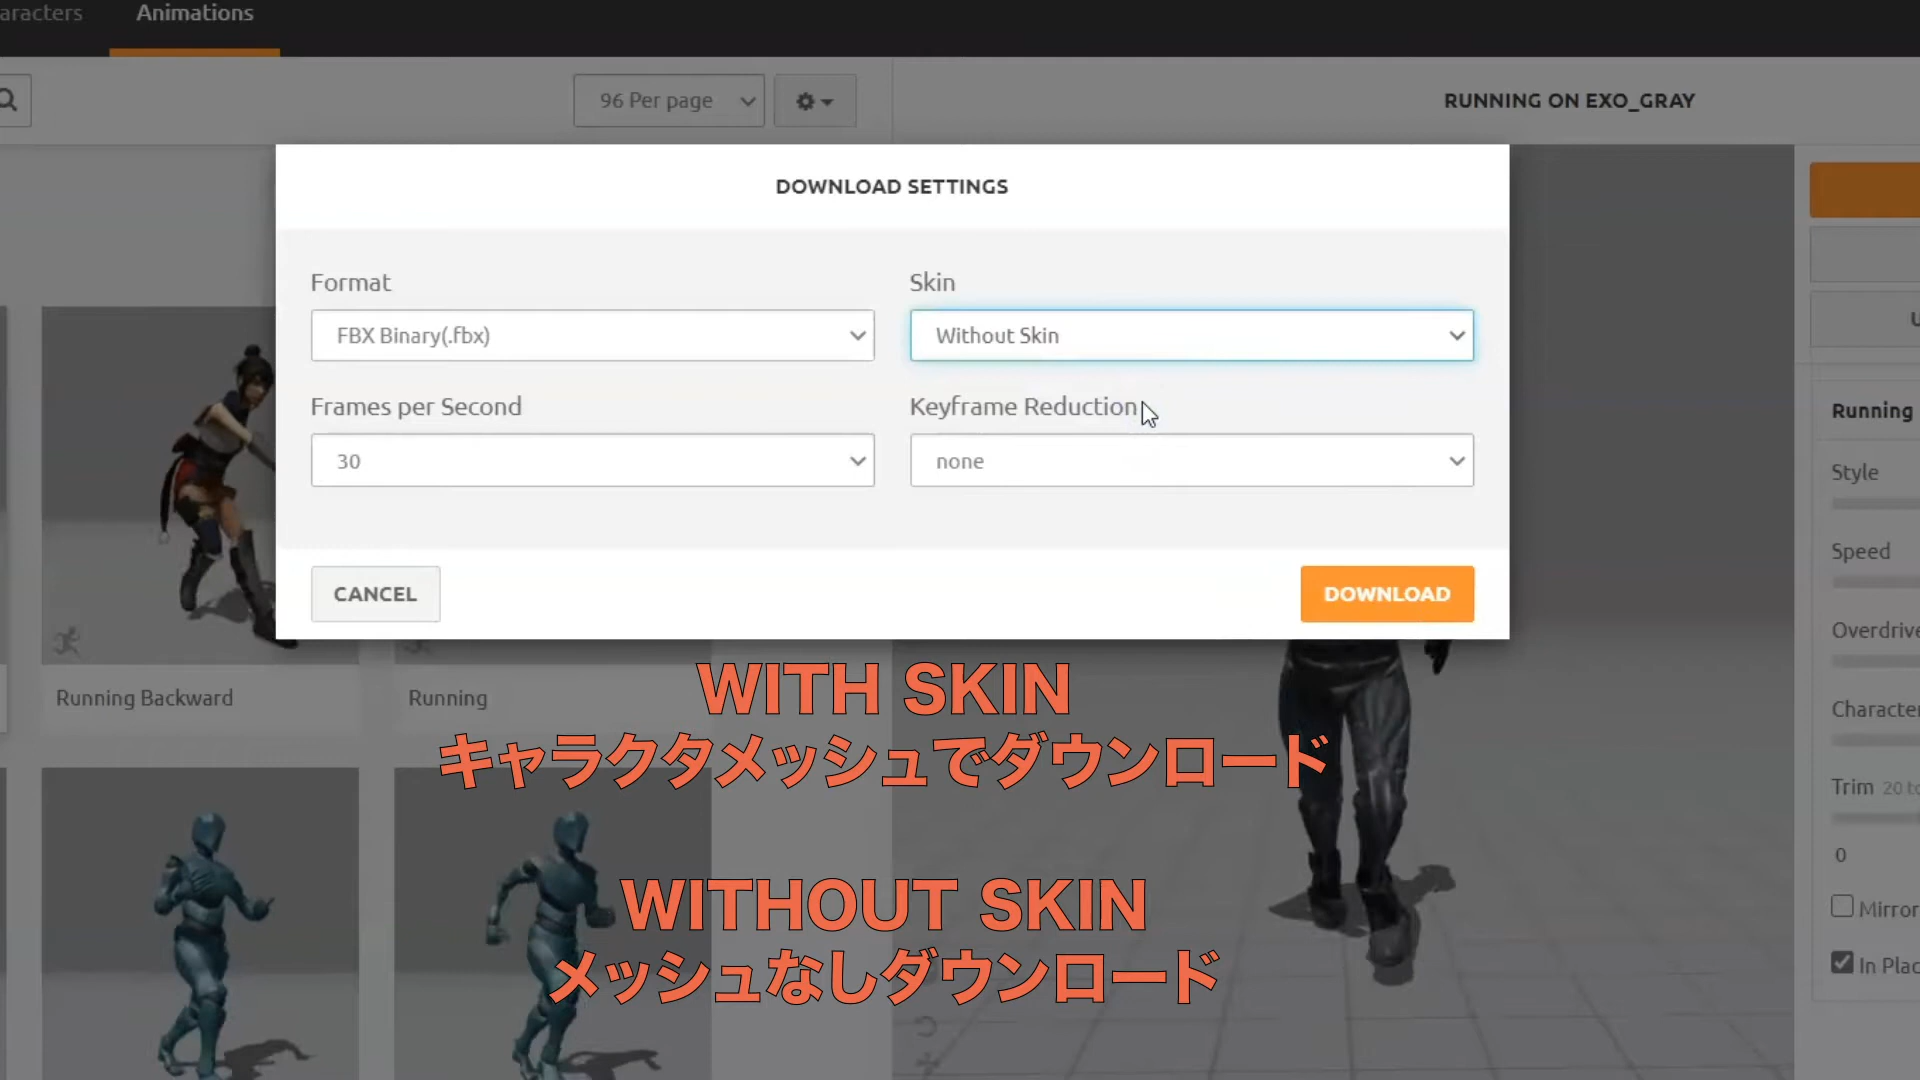 aracters
Animations
96 Per page
RUNNING ON EXO_GRAY
DOWNLOAD SETTINGS
Format
Skin
FBX Binary(.fbx)
Without Skin
Frames per Second
Keyframe Reduction
30
none
CANCEL
DOWNLOAD
Running
Style
Speed
Overdrive
Character
Trim 20 to
0
Mirror
In Plac
Running Backward
Running
WITH SKIN
キャラクタメッシュでダウンロード
WITHOUT SKIN
メッシュなしダウンロード